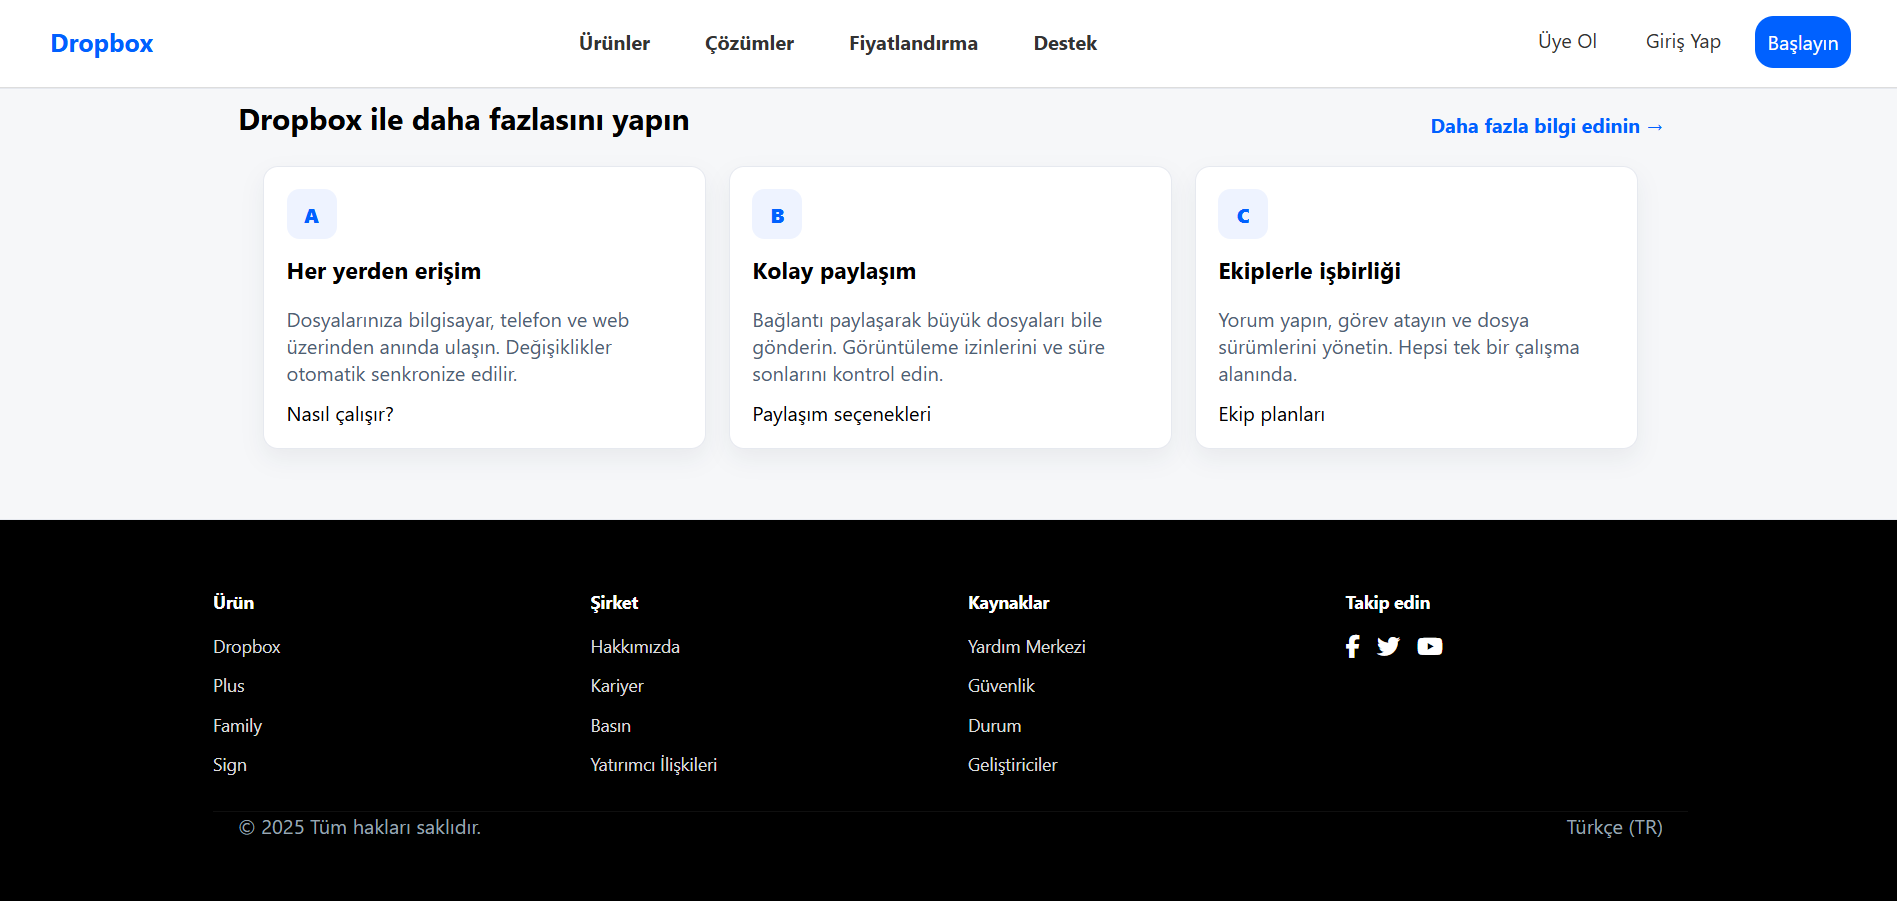 Dropbox
Ürünler
Çözümler
Fiyatlandırma
Destek
Üye Ol
Giriş Yap
Başlayın
Dropbox ile daha fazlasını yapın
Daha fazla bilgi edinin →
A
Her yerden erişim
Dosyalarınıza bilgisayar, telefon ve web
üzerinden anında ulaşın. Değişiklikler
otomatik senkronize edilir.
Nasıl çalışır?
B
Kolay paylaşım
Bağlantı paylaşarak büyük dosyaları bile
gönderin. Görüntüleme izinlerini ve süre
sonlarını kontrol edin.
Paylaşım seçenekleri
C
Ekiplerle işbirliği
Yorum yapın, görev atayın ve dosya
sürümlerini yönetin. Hepsi tek bir çalışma
alanında.
Ekip planları
Ürün
Dropbox
Plus
Family
Sign
Şirket
Hakkımızda
Kariyer
Basın
Yatırımcı İlişkileri
Kaynaklar
Yardım Merkezi
Güvenlik
Durum
Geliştiriciler
Takip edin
© 2025 Tüm hakları saklıdır.
Türkçe (TR)